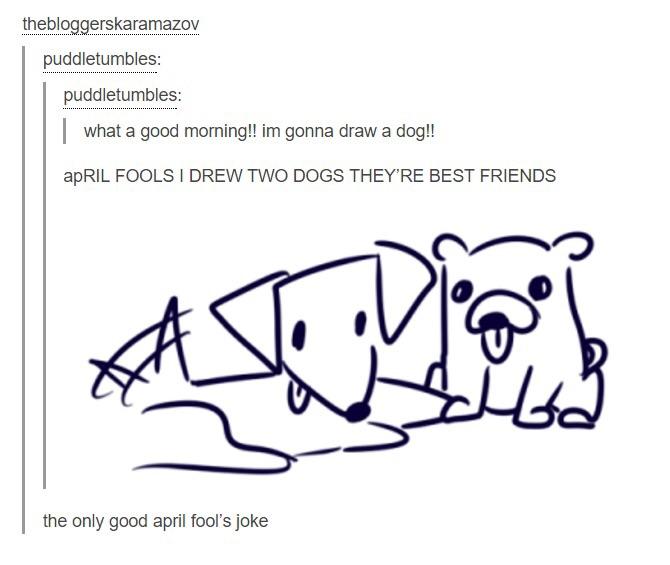 thebloggerskaramazov
puddletumbles:
puddletumbles:
what a good morning!! im gonna draw a dog!!
apRIL FOOLS I DREW TWO DOGS THEY’RE BEST FRIENDS
the only good april fool’s joke